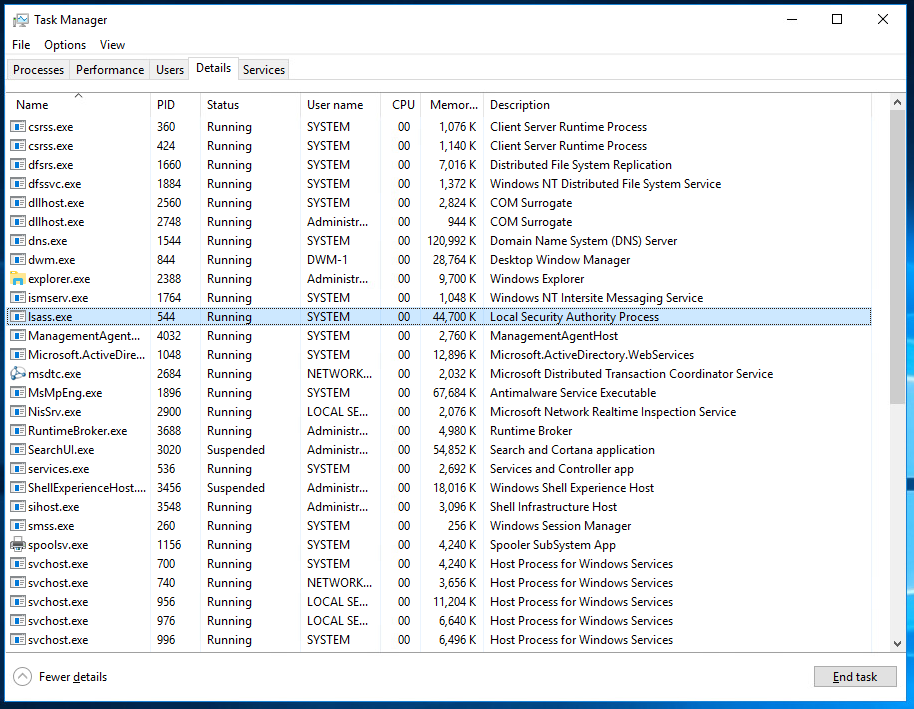 Task Manager
File Options View
Processes Performance Users Details Services
Name PID Status User name CPU Memor... Description
csrss.exe 360 Running SYSTEM 00 1,076 K Client Server Runtime Process
csrss.exe 424 Running SYSTEM 00 1,140 K Client Server Runtime Process
dfsrs.exe 1660 Running SYSTEM 00 7,016 K Distributed File System Replication
dfssvc.exe 1884 Running SYSTEM 00 1,372 K Windows NT Distributed File System Service
dllhost.exe 2560 Running SYSTEM 00 2,824 K COM Surrogate
dllhost.exe 2748 Running Administr... 00 944 K COM Surrogate
dns.exe 1544 Running SYSTEM 00 120,992 K Domain Name System (DNS) Server
dwm.exe 844 Running DWM-1 00 28,764 K Desktop Window Manager
explorer.exe 2388 Running Administr... 00 9,700 K Windows Explorer
ismserv.exe 1764 Running SYSTEM 00 1,048 K Windows NT Intersite Messaging Service
lsass.exe 544 Running SYSTEM 00 44,700 K Local Security Authority Process
ManagementAgent... 4032 Running SYSTEM 00 2,760 K ManagementAgentHost
Microsoft.ActiveDire... 1048 Running SYSTEM 00 12,896 K Microsoft.ActiveDirectory.WebServices
msdtc.exe 2684 Running NETWORK... 00 2,032 K Microsoft Distributed Transaction Coordinator Service
MsMpEng.exe 1896 Running SYSTEM 00 67,684 K Antimalware Service Executable
NisSrv.exe 2900 Running LOCAL SE... 00 2,076 K Microsoft Network Realtime Inspection Service
RuntimeBroker.exe 3688 Running Administr... 00 4,980 K Runtime Broker
SearchUI.exe 3020 Suspended Administr... 00 54,852 K Search and Cortana application
services.exe 536 Running SYSTEM 00 2,692 K Services and Controller app
ShellExperienceHost.... 3456 Suspended Administr... 00 18,016 K Windows Shell Experience Host
sihost.exe 3548 Running Administr... 00 3,096 K Shell Infrastructure Host
smss.exe 260 Running SYSTEM 00 256 K Windows Session Manager
spoolsv.exe 1156 Running SYSTEM 00 4,240 K Spooler SubSystem App
svchost.exe 700 Running SYSTEM 00 4,240 K Host Process for Windows Services
svchost.exe 740 Running NETWORK... 00 3,656 K Host Process for Windows Services
svchost.exe 956 Running LOCAL SE... 00 11,204 K Host Process for Windows Services
svchost.exe 976 Running LOCAL SE... 00 6,640 K Host Process for Windows Services
svchost.exe 996 Running SYSTEM 00 6,496 K Host Process for Windows Services
Fewer details End task